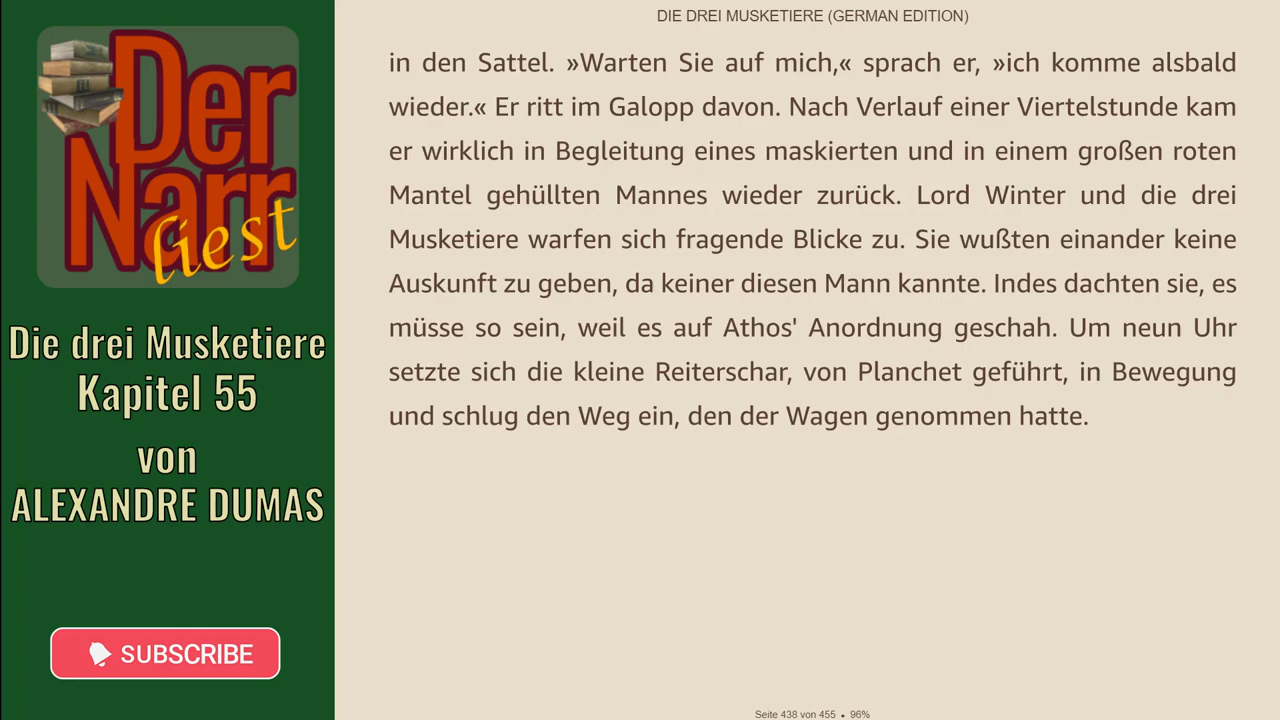 Der
Narr
liest
Die drei Musketiere
Kapitel 55
von
ALEXANDRE DUMAS
SUBSCRIBE
DIE DREI MUSKETIERE (GERMAN EDITION)
in den Sattel. »Warten Sie auf mich,« sprach er, »ich komme alsbald
wieder.« Er ritt im Galopp davon. Nach Verlauf einer Viertelstunde kam
er wirklich in Begleitung eines maskierten und in einem großen roten
Mantel gehüllten Mannes wieder zurück. Lord Winter und die drei
Musketiere warfen sich fragende Blicke zu. Sie wußten einander keine
Auskunft zu geben, da keiner diesen Mann kannte. Indes dachten sie, es
müsse so sein, weil es auf Athos' Anordnung geschah. Um neun Uhr
setzte sich die kleine Reiterschar, von Planchet geführt, in Bewegung
und schlug den Weg ein, den der Wagen genommen hatte.
Seite 438 von 455 • 96%